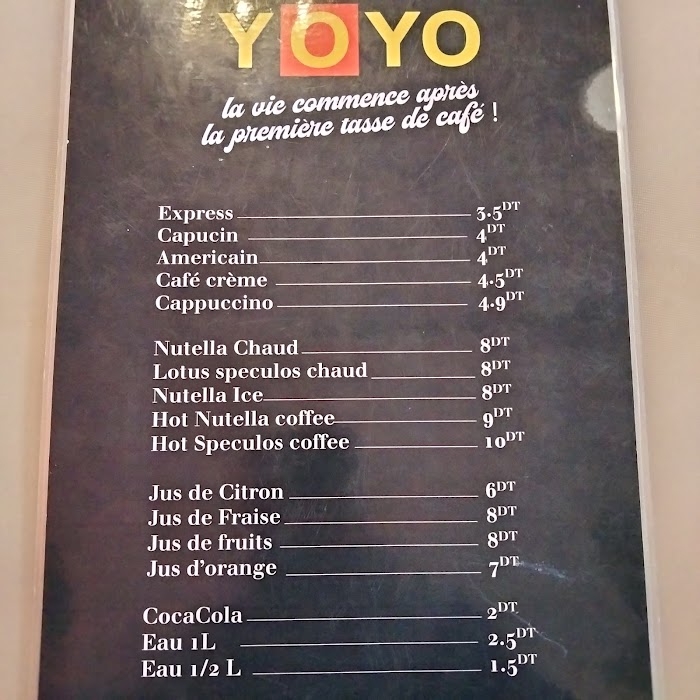 YOYO
la vie commence après
la première tasse de café !
Express 3.5DT
Capucin 4DT
Americain 4DT
Café crème 4.5DT
Cappuccino 4.9DT
Nutella Chaud 8DT
Lotus speculos chaud 8DT
Nutella Ice 8DT
Hot Nutella coffee 9DT
Hot Speculos coffee 10DT
Jus de Citron 6DT
Jus de Fraise 8DT
Jus de fruits 8DT
Jus d'orange 7DT
CocaCola 2DT
Eau 1L 2.5DT
Eau 1/2 L 1.5DT